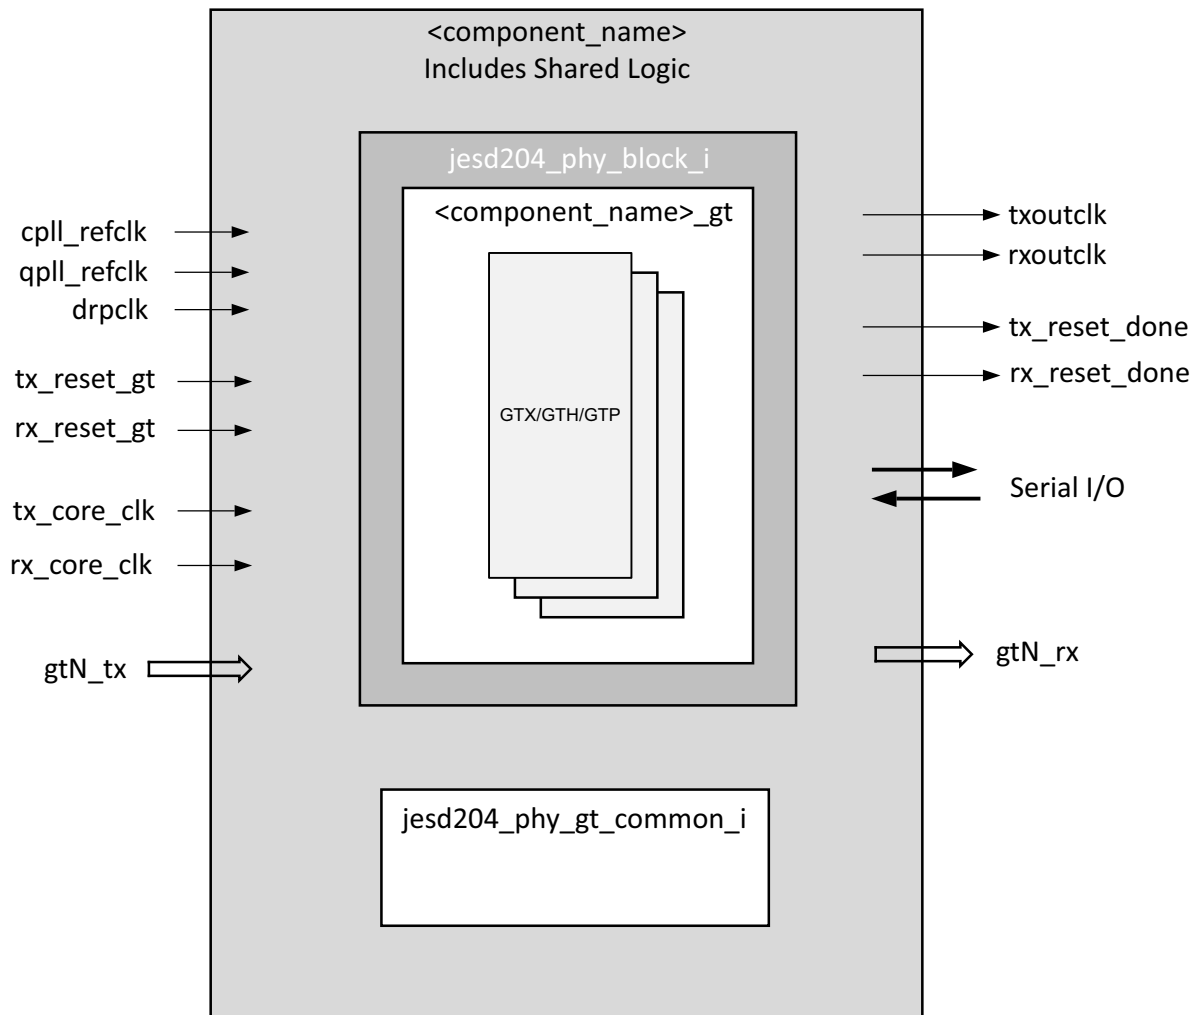 <component_name>
Includes Shared Logic
jesd204_phy_block_i
<component_name>_gt
GTX/GTH/GTP
jesd204_phy_gt_common_i
cpll_refclk
qpll_refclk
drpclk
tx_reset_gt
rx_reset_gt
tx_core_clk
rx_core_clk
gtN_tx
txoutclk
rxoutclk
tx_reset_done
rx_reset_done
Serial I/O
gtN_rx